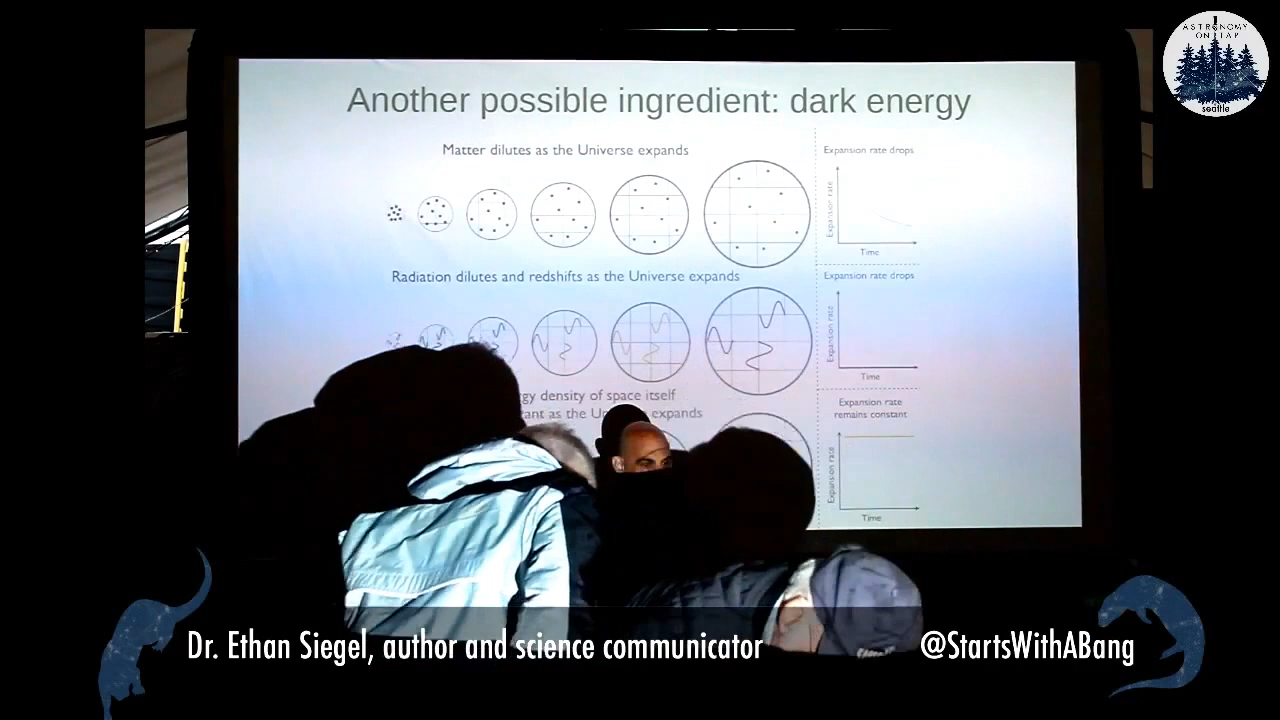 ASTRONOMY
ON TAP
seattle
Another possible ingredient: dark energy
Matter dilutes as the Universe expands
Expansion rate drops
Expansion rate
Time
Radiation dilutes and redshifts as the Universe expands
Expansion rate drops
Expansion rate
Time
density of space itself
as the expands
Expansion rate
remains constant
Expansion rate
Time
Dr. Ethan Siegel, author and science communicator
@StartsWithABang